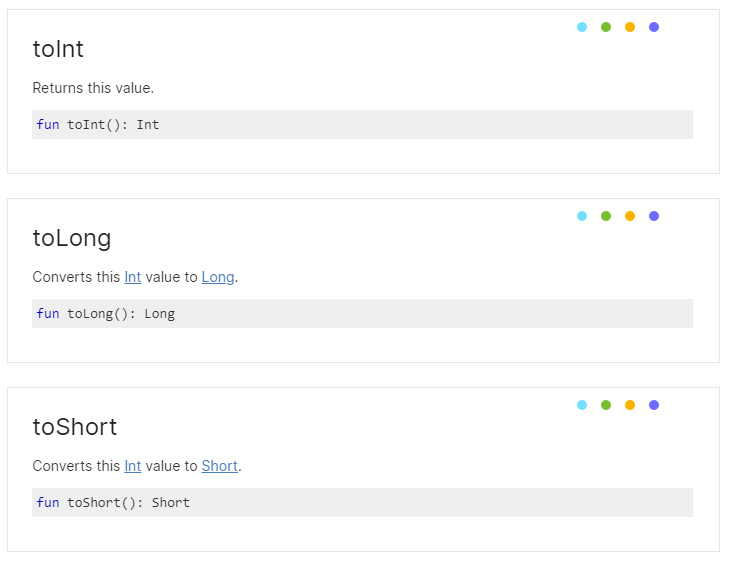 toInt
Returns this value.
fun toInt(): Int
toLong
Converts this Int value to Long.
fun toLong(): Long
toShort
Converts this Int value to Short.
fun toShort(): Short